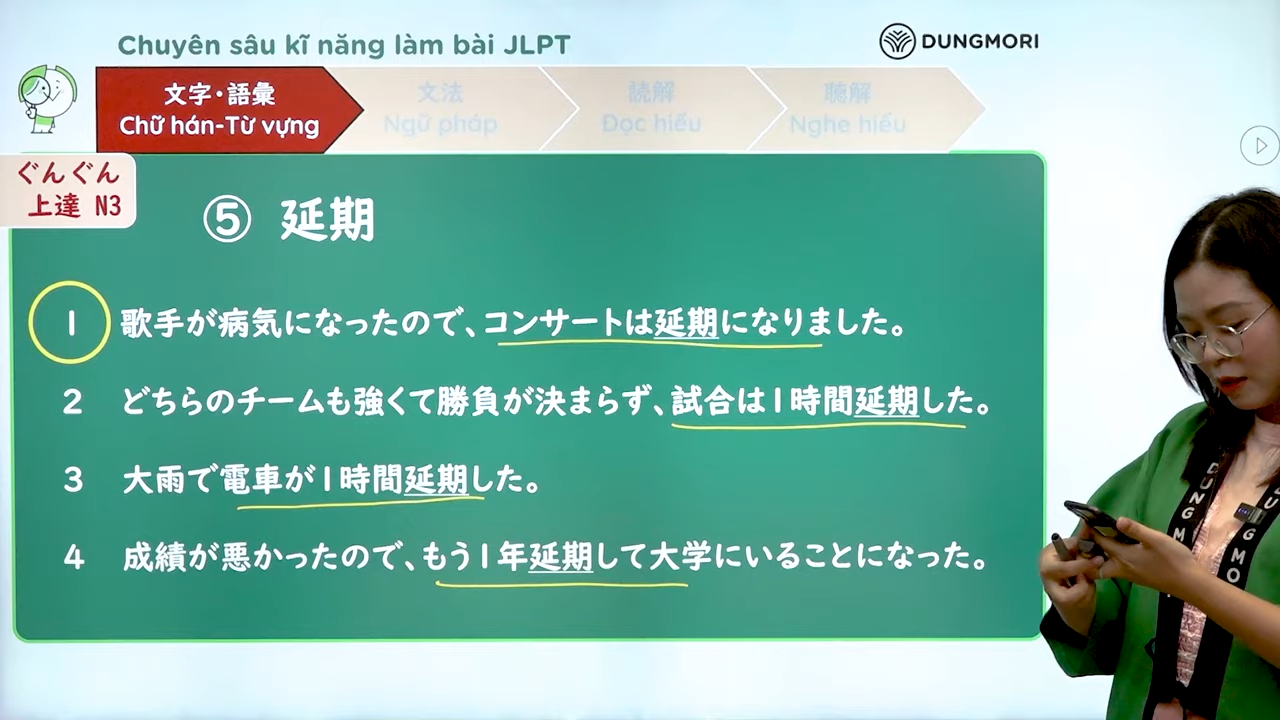 Chuyên sâu kĩ năng làm bài JLPT
DUNGMORI
文字・語彙
Chữ hán-Từ vựng
文法
Ngữ pháp
読解
Đọc hiểu
聴解
Nghe hiểu
ぐんぐん
上達 N3
⑤ 延期
1 歌手が病気になったので、コンサートは延期になりました。
2 どちらのチームも強くて勝負が決まらず、試合は1時間延期した。
3 大雨で電車が1時間延期した。
4 成績が悪かったので、もう1年延期して大学にいることになった。
DUNG MO
DUNG MO